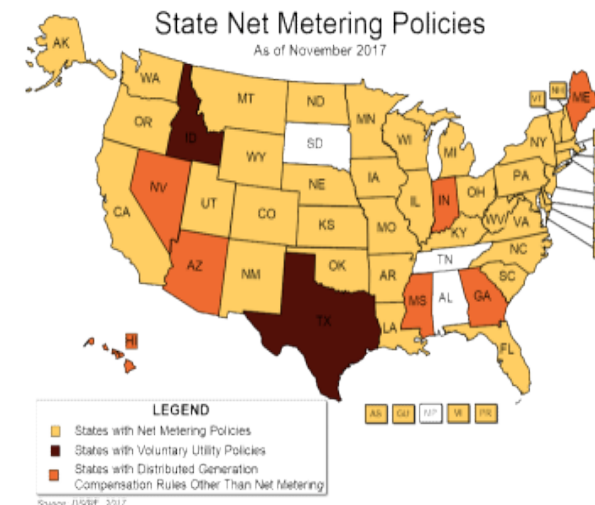 State Net Metering Policies
As of November 2017
AK
WA
MT
ND
MN
VT
NH
ME
OR
ID
SD
WI
MI
NY
WY
IA
PA
NV
NE
IL
IN
OH
UT
CO
WV
VA
CA
KS
MO
KY
NC
AZ
NM
OK
AR
TN
SC
TX
MS
AL
GA
LA
FL
HI
AS
GU
MP
VI
PR
LEGEND
States with Net Metering Policies
States with Voluntary Utility Policies
States with Distributed Generation
Compensation Rules Other Than Net Metering